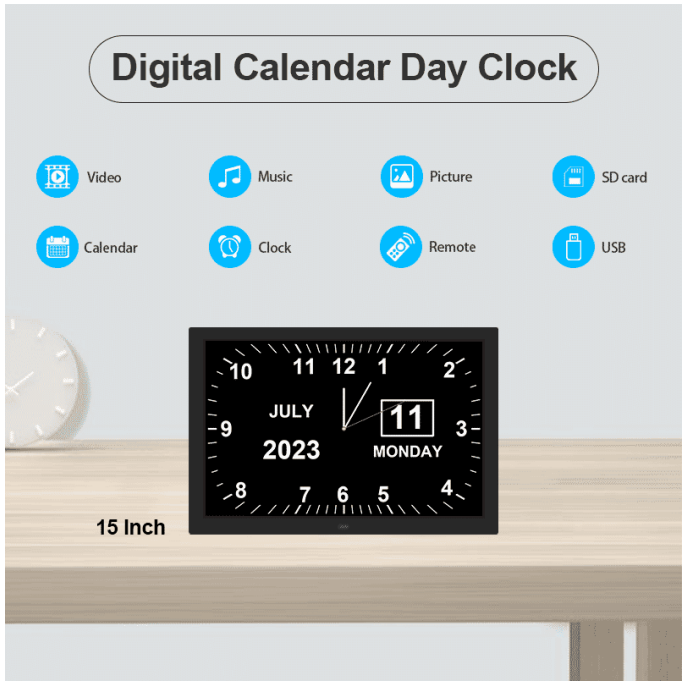 Digital Calendar Day Clock
Video
Music
Picture
SD card
Calendar
Clock
Remote
USB
10 11 12 1 2
JULY
11
9
3
2023
MONDAY
8 7 6 5 4
15 Inch